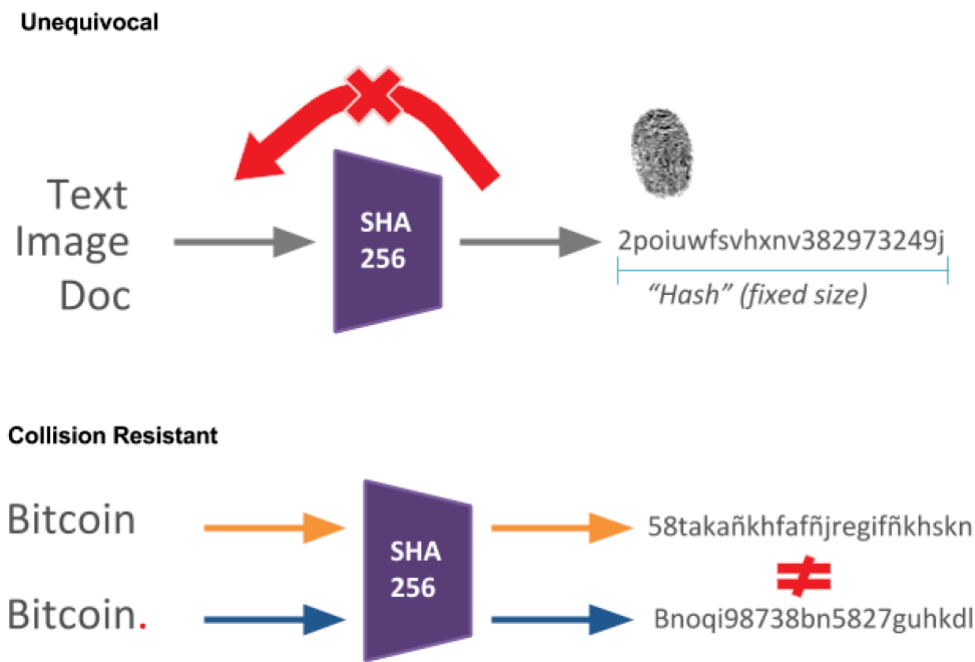 Unequivocal
Text
Image
Doc
SHA
256
2poiuwfsvhxnv382973249j
“Hash” (fixed size)
Collision Resistant
Bitcoin
58takañkhfafñjregifñkhskn
SHA
256
≠
Bitcoin.
Bnoqi98738bn5827guhkdl